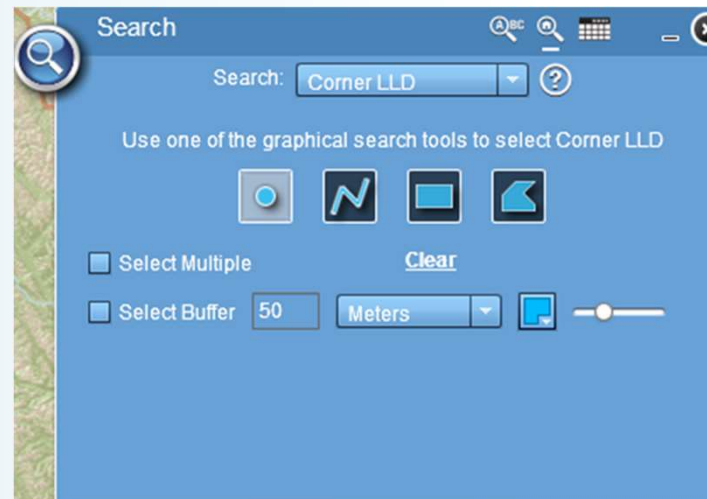 Search
ABC
Search: Corner LLD ?
Use one of the graphical search tools to select Corner LLD
Select Multiple Clear
Select Buffer 50 Meters